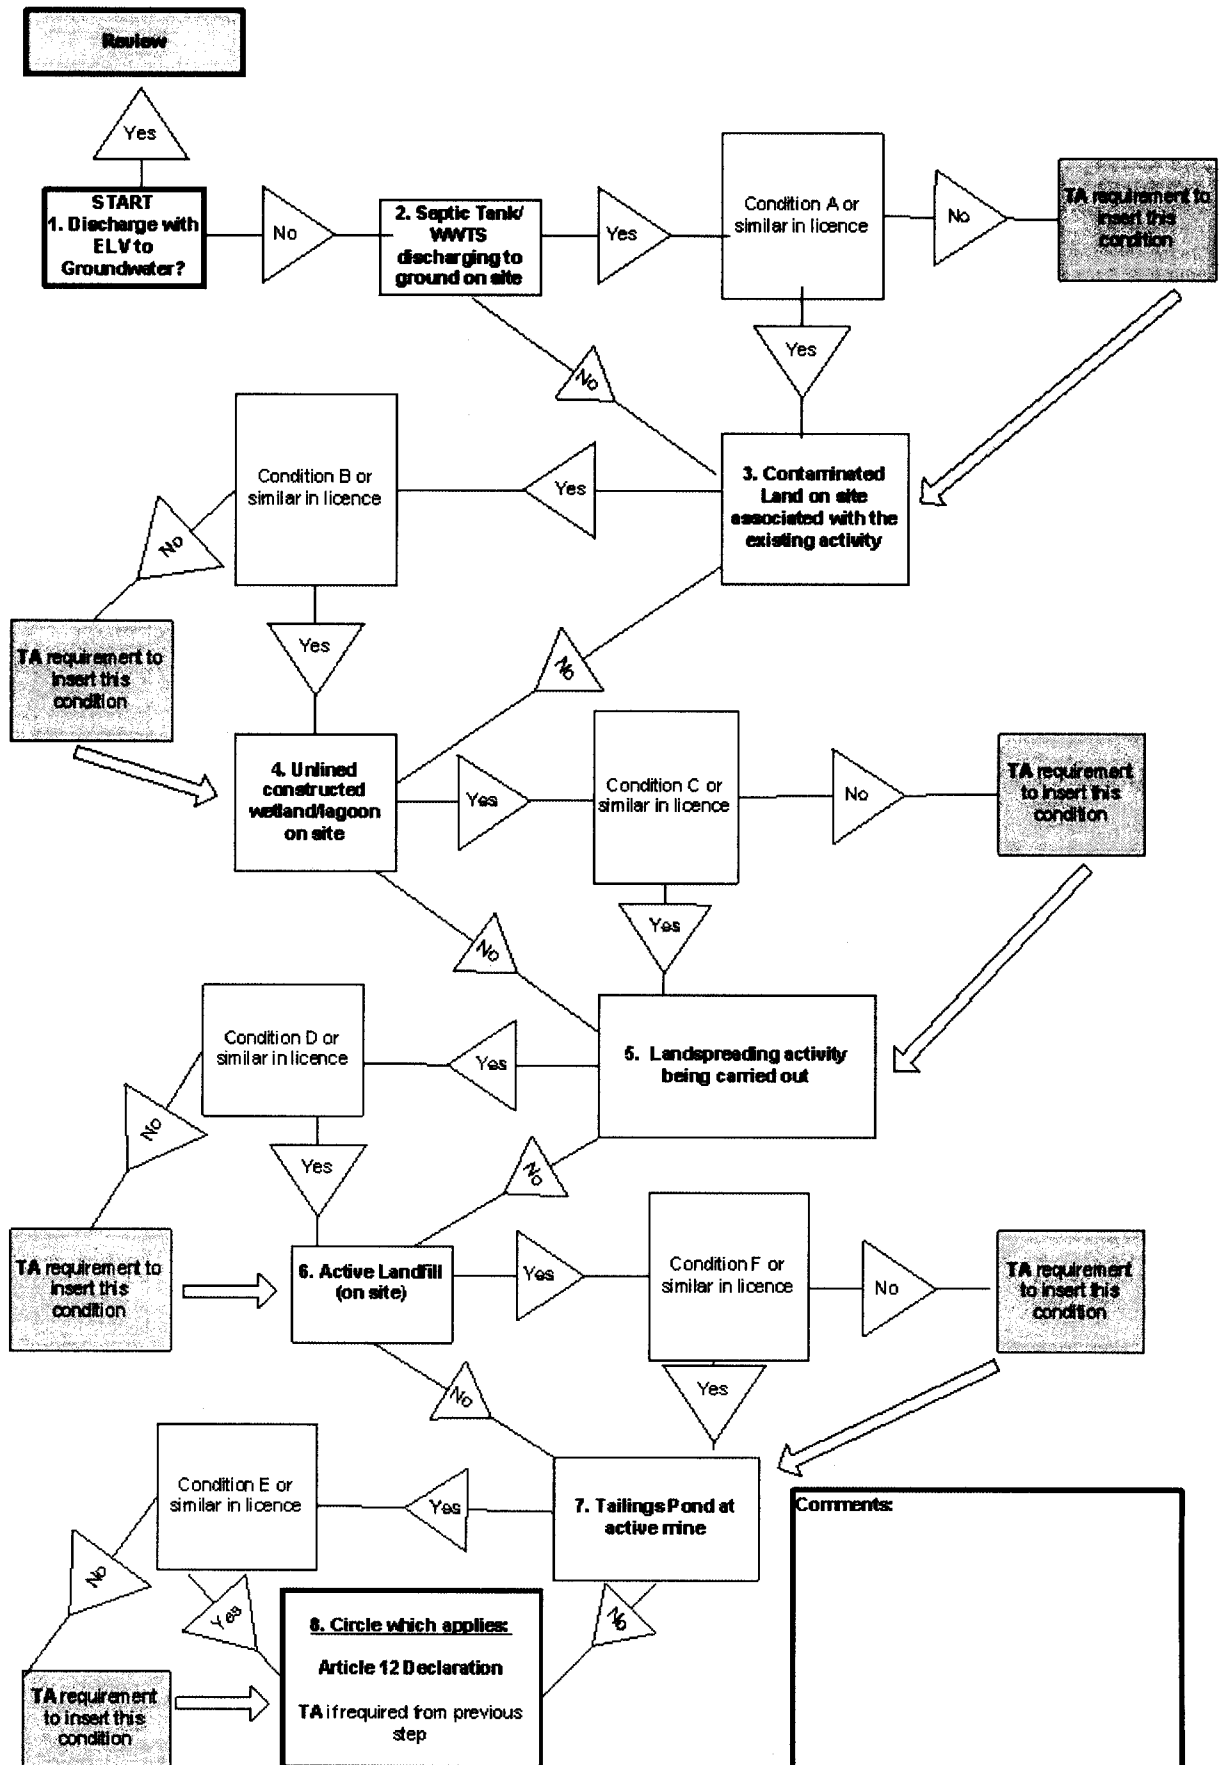 Review
Yes
START
1. Discharge with
ELV to
Groundwater?
No
2. Septic Tank/
WWTS
discharging to
ground on site
Yes
Condition A or
similar in licence
No
TA requirement to
insert this
condition
Yes
No
3. Contaminated
Land on site
associated with the
existing activity
Yes
Condition B or
similar in licence
No
TA requirement to
insert this
condition
Yes
No
4. Unlined
constructed
wetland/lagoon
on site
Yes
Condition C or
similar in licence
No
TA requirement
to insert this
condition
Yes
No
5. Landspreading activity
being carried out
Yes
Condition D or
similar in licence
No
TA requirement to
insert this
condition
Yes
No
6. Active Landfill
(on site)
Yes
Condition F or
similar in licence
No
TA requirement
to insert this
condition
Yes
No
7. Tailings Pond at
active mine
Yes
Condition E or
similar in licence
No
TA requirement
to insert this
condition
Yes
No
8. Circle which applies:
Article 12 Declaration
TA if required from previous
step
Comments: